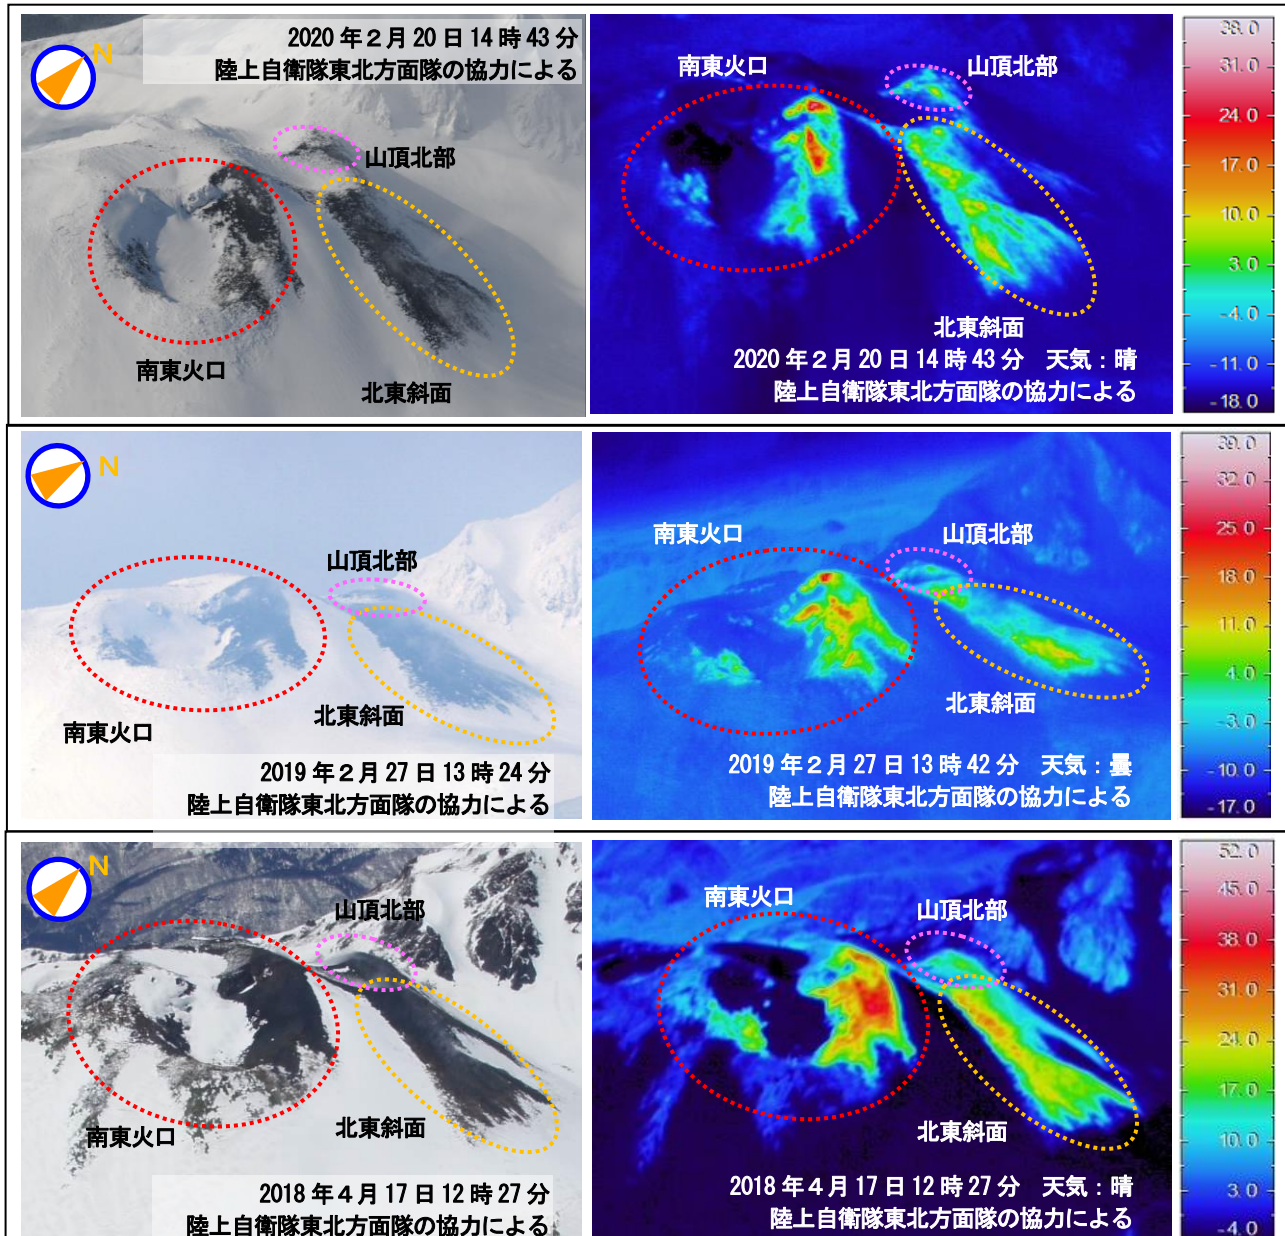 N
2020年2月20日14時43分
陸上自衛隊東北方面隊の協力による
山頂北部
南東火口
北東斜面
南東火口
山頂北部
北東斜面
2020年2月20日14時43分 天気：晴
陸上自衛隊東北方面隊の協力による
38.0
31.0
24.0
17.0
10.0
3.0
-4.0
-11.0
-18.0
N
山頂北部
北東斜面
南東火口
2019年2月27日13時24分
陸上自衛隊東北方面隊の協力による
南東火口
山頂北部
北東斜面
2019年2月27日13時42分 天気：曇
陸上自衛隊東北方面隊の協力による
39.0
32.0
25.0
18.0
11.0
4.0
-3.0
-10.0
-17.0
N
山頂北部
南東火口
北東斜面
2018年4月17日12時27分
陸上自衛隊東北方面隊の協力による
南東火口
山頂北部
北東斜面
2018年4月17日12時27分 天気：晴
陸上自衛隊東北方面隊の協力による
52.0
45.0
38.0
31.0
24.0
17.0
10.0
3.0
-4.0